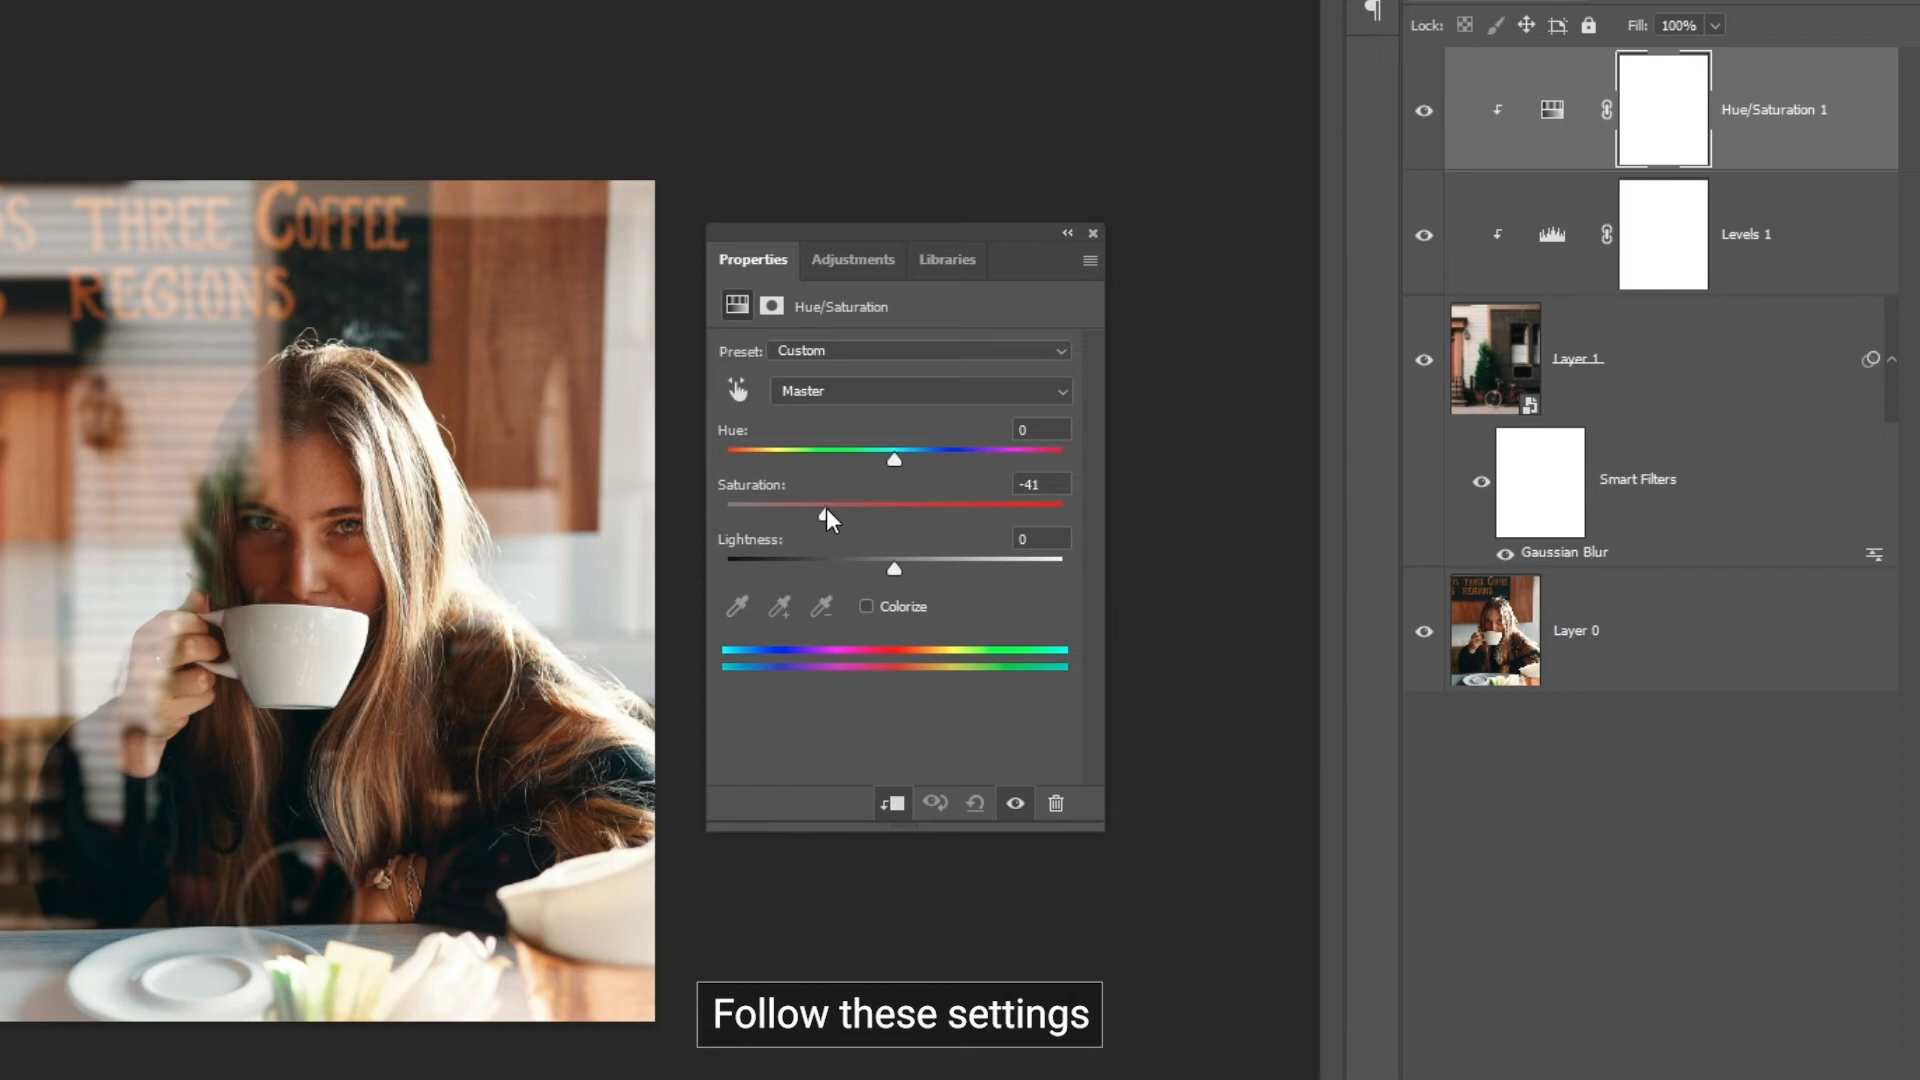 Lock:
Fill: 100%
Hue/Saturation 1
Levels 1
Layer 1
Smart Filters
Gaussian Blur
Layer 0
S THREE COFFEE
REGIONS
Properties Adjustments Libraries
Hue/Saturation
Preset: Custom
Master
Hue: 0
Saturation: -41
Lightness: 0
Colorize
Follow these settings